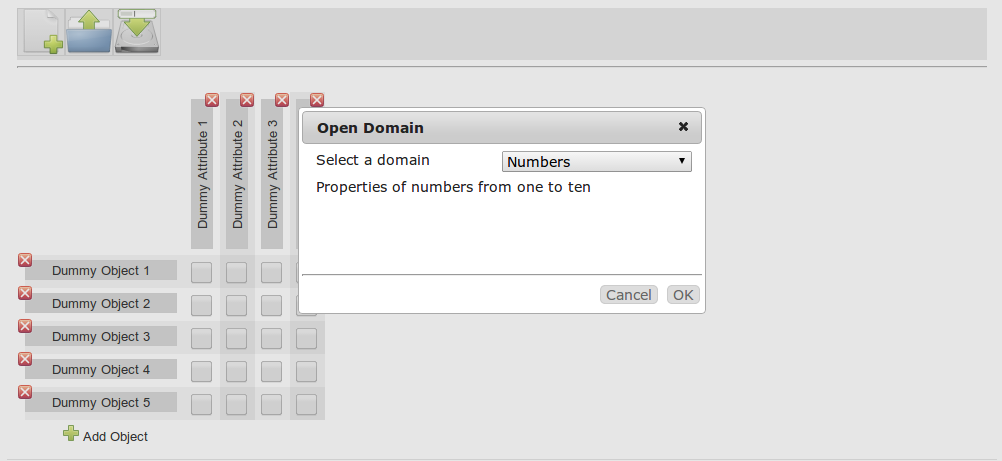 Dummy Attribute 1
Dummy Attribute 2
Dummy Attribute 3
Open Domain
Select a domain
Numbers
Properties of numbers from one to ten
Cancel
OK
Dummy Object 1
Dummy Object 2
Dummy Object 3
Dummy Object 4
Dummy Object 5
Add Object